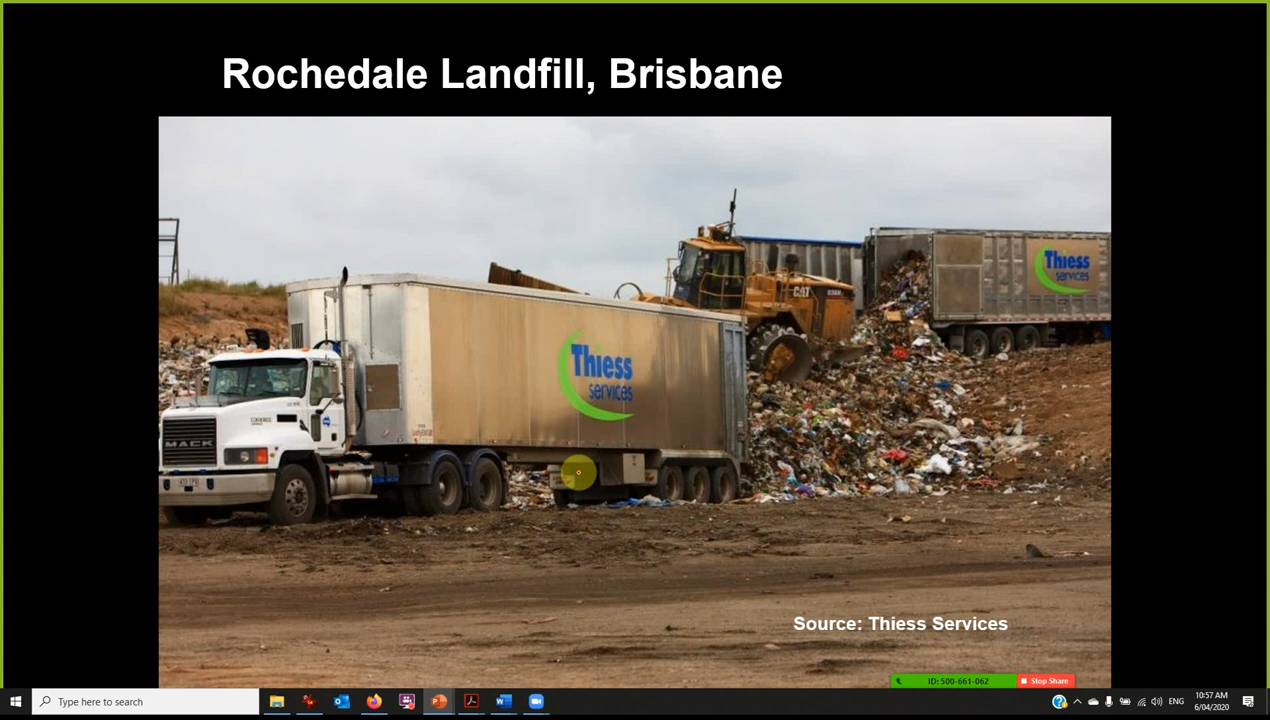 Rochedale Landfill, Brisbane
Thiess
services
CAT
836H
Thiess
services
MACK
Source: Thiess Services
ID: 500-661-062
Stop Share
Type here to search
ENG
10:57 AM
6/04/2020